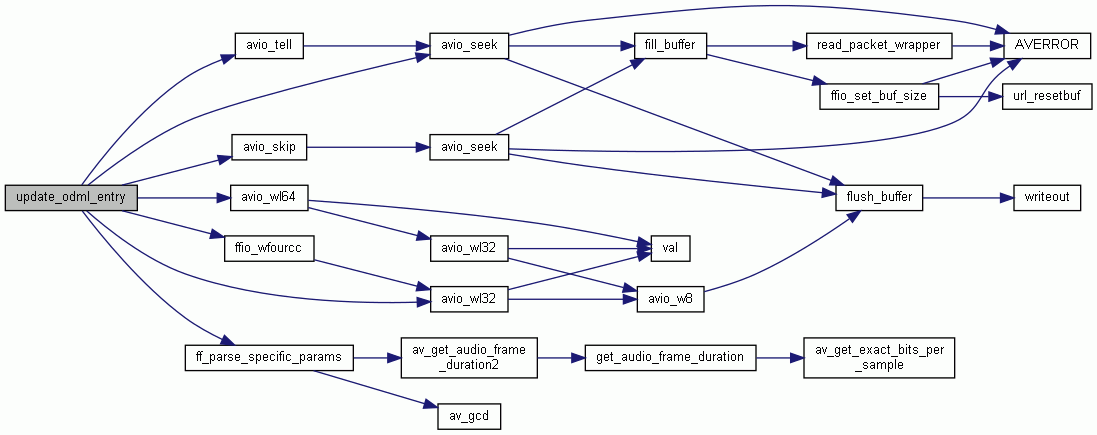 avio_tell
avio_seek
fill_buffer
read_packet_wrapper
AVERROR
ffio_set_buf_size
url_resetbuf
avio_skip
avio_seek
update_odml_entry
avio_wl64
flush_buffer
writeout
ffio_wfourcc
avio_wl32
val
avio_wl32
avio_w8
ff_parse_specific_params
av_get_audio_frame
_duration2
get_audio_frame_duration
av_get_exact_bits_per
_sample
av_gcd